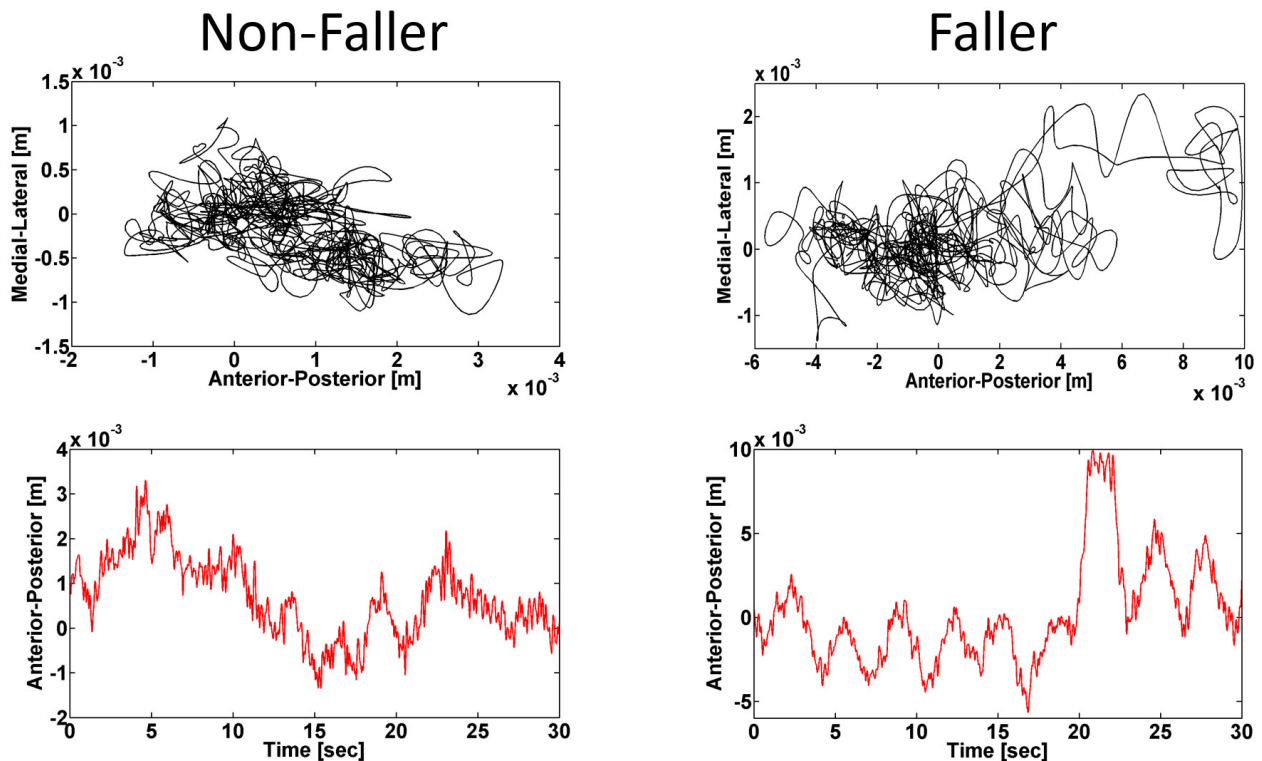 Non-Faller
x 10⁻³
1.5
1
0.5
0
-0.5
-1
-1.5
Medial-Lateral [m]
-2 -1 0 1 2 3 4
Anterior-Posterior [m]
x 10⁻³
Faller
x 10⁻³
2
1
0
-1
Medial-Lateral [m]
-6 -4 -2 0 2 4 6 8 10
Anterior-Posterior [m]
x 10⁻³
x 10⁻³
4
3
2
1
0
-1
-2
Anterior-Posterior [m]
0 5 10 15 20 25 30
Time [sec]
x 10⁻³
10
5
0
-5
Anterior-Posterior [m]
0 5 10 15 20 25 30
Time [sec]